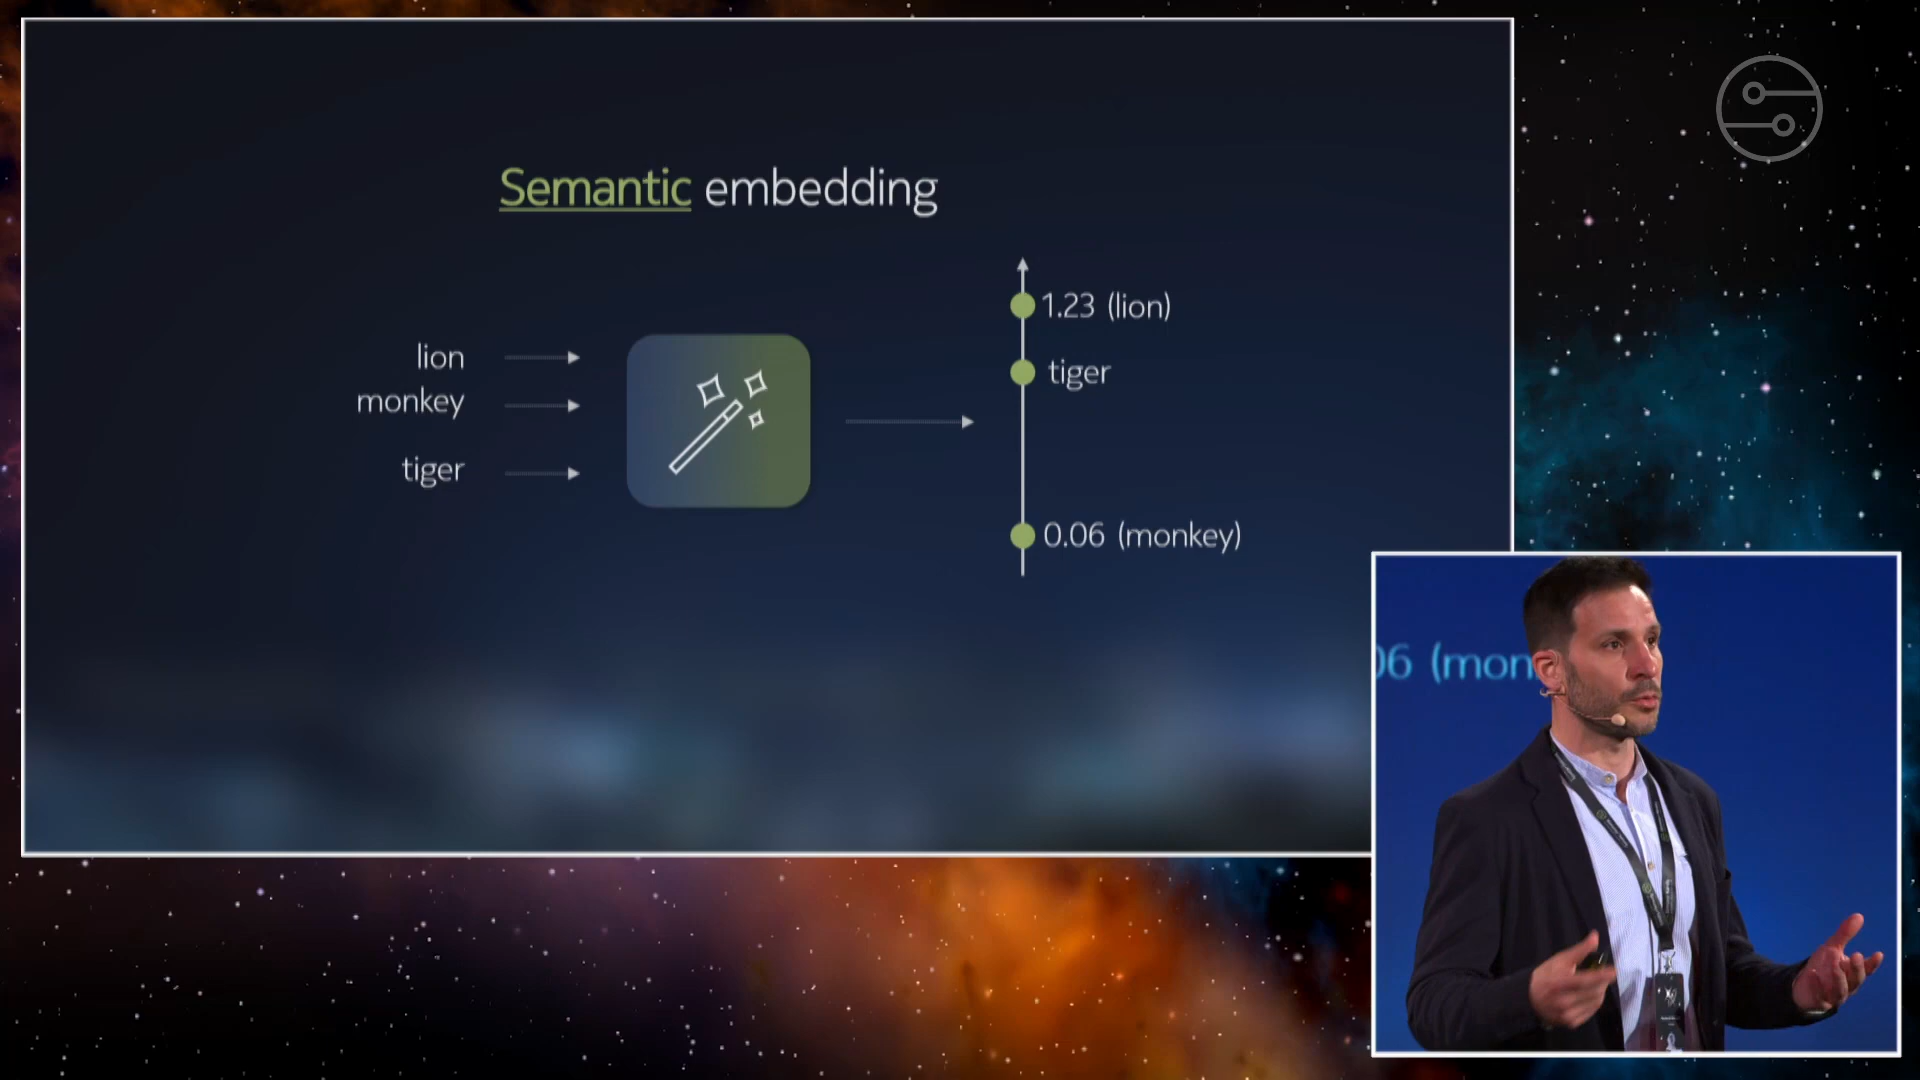 Semantic embedding
lion
monkey
tiger
1.23 (lion)
tiger
0.06 (monkey)
06 (mon